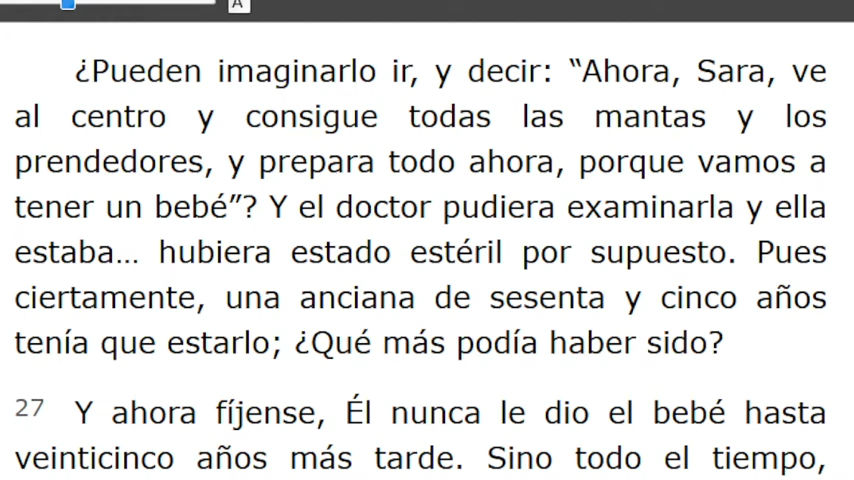 A
¿Pueden imaginarlo ir, y decir: “Ahora, Sara, ve
al centro y consigue todas las mantas y los
prendedores, y prepara todo ahora, porque vamos a
tener un bebé”? Y el doctor pudiera examinarla y ella
estaba... hubiera estado estéril por supuesto. Pues
ciertamente, una anciana de sesenta y cinco años
tenía que estarlo; ¿Qué más podía haber sido?
27 Y ahora fíjense, Él nunca le dio el bebé hasta
veinticinco años más tarde. Sino todo el tiempo,